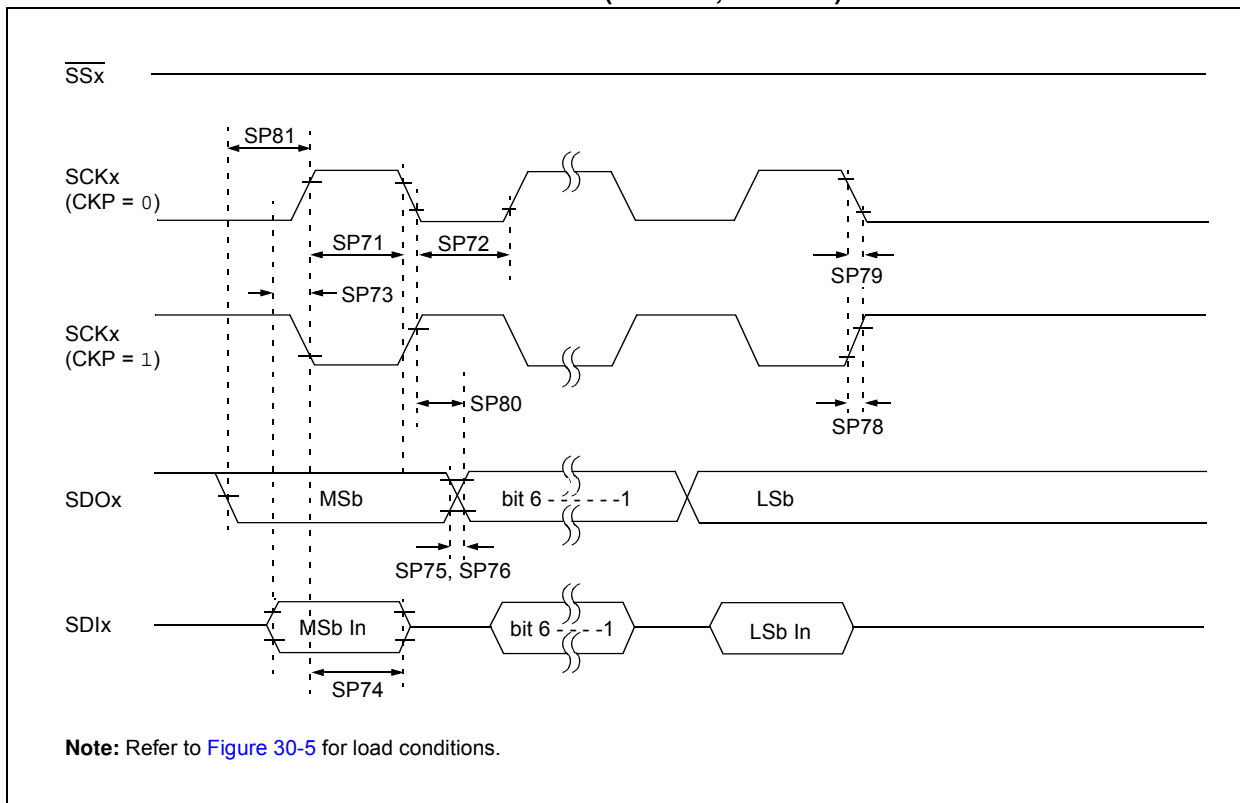 SSx
SP81
SCKx
(CKP = 0)
SP71
SP72
SP79
SP73
SCKx
(CKP = 1)
SP80
SP78
SDOx
MSb
bit 6 - - - - - -1
LSb
SP75, SP76
SDIx
MSb In
bit 6 - - - -1
LSb In
SP74
Note: Refer to Figure 30-5 for load conditions.